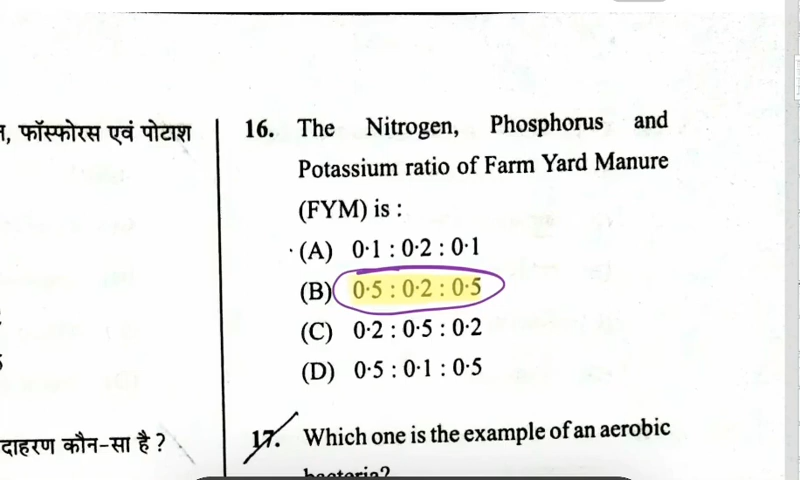 फॉस्फोरस एवं पोटाश
16. The Nitrogen, Phosphorus and
Potassium ratio of Farm Yard Manure
(FYM) is :
(A) 0·1 : 0·2 : 0·1
(B) 0·5 : 0·2 : 0·5
(C) 0·2 : 0·5 : 0·2
(D) 0·5 : 0·1 : 0·5
कौन-सा है ?
17. Which one is the example of an aerobic
bacteria?